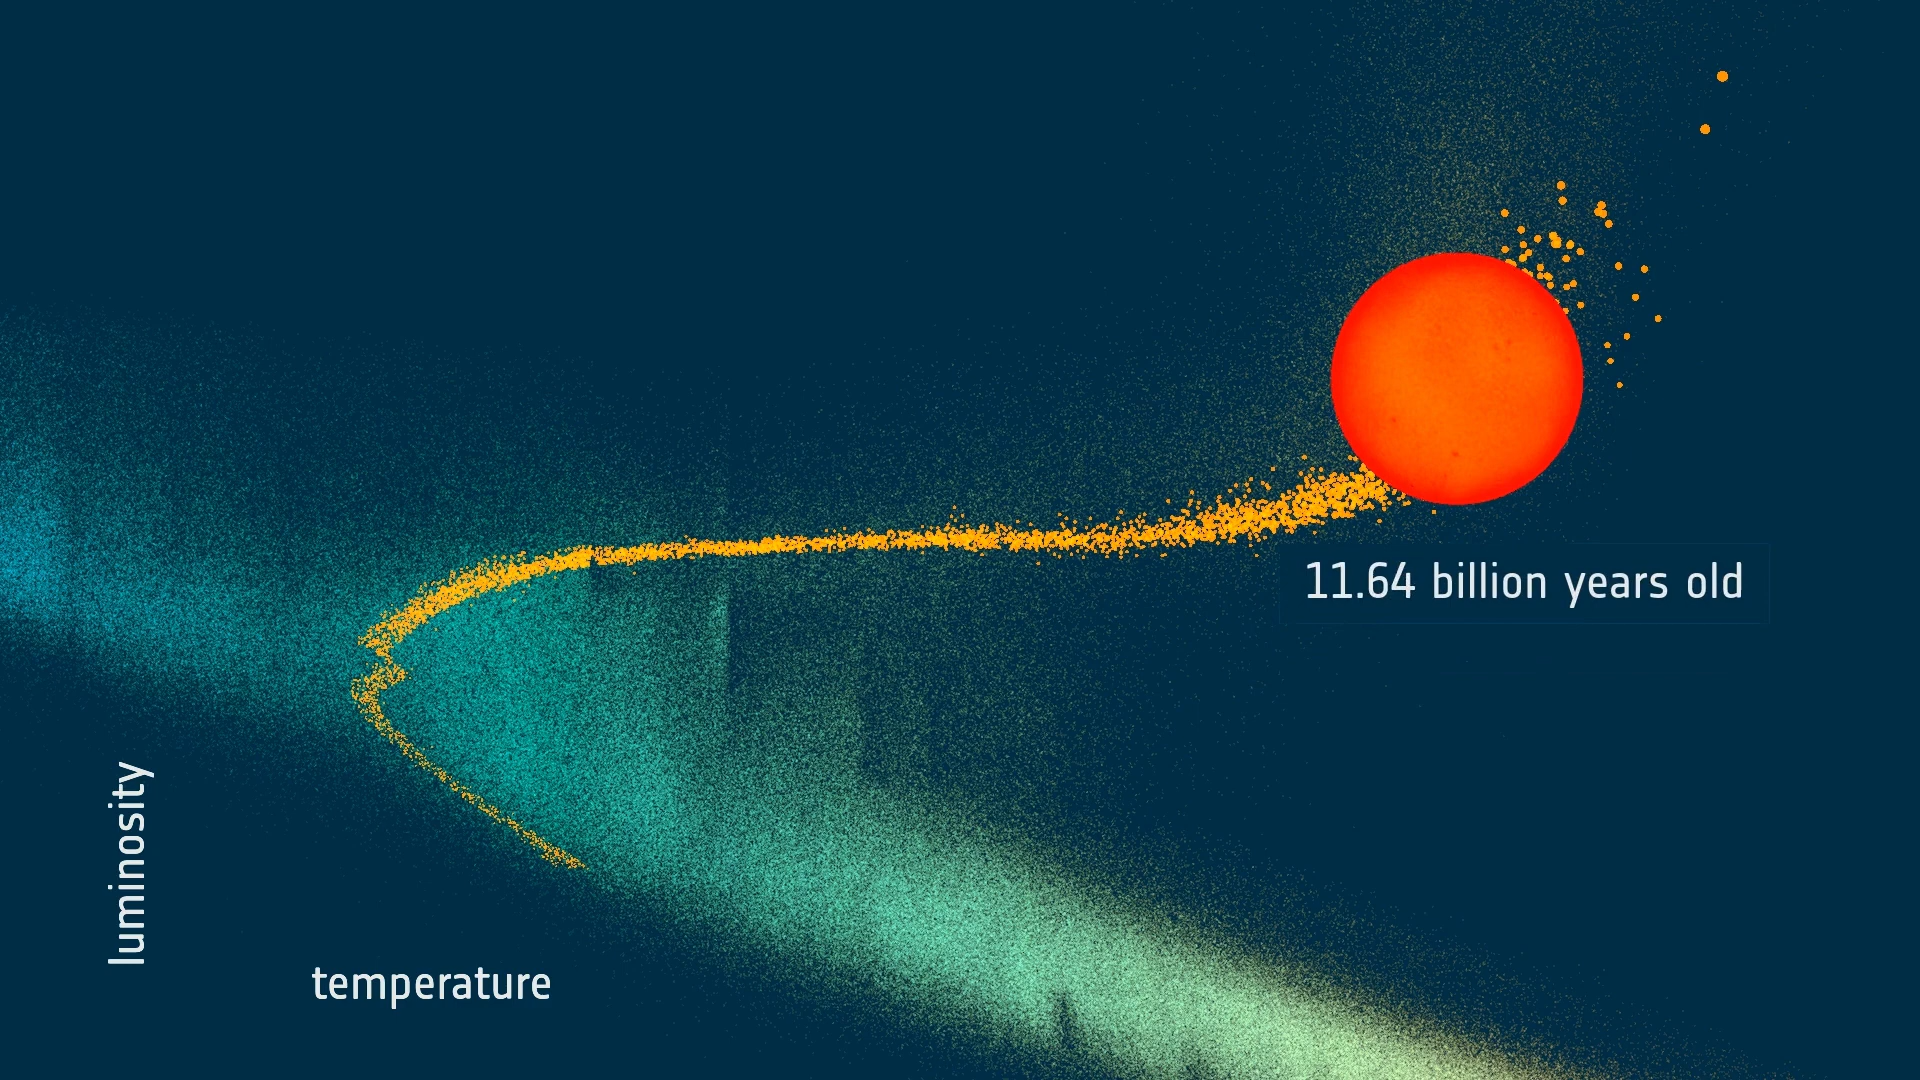 11.64 billion years old
luminosity
temperature